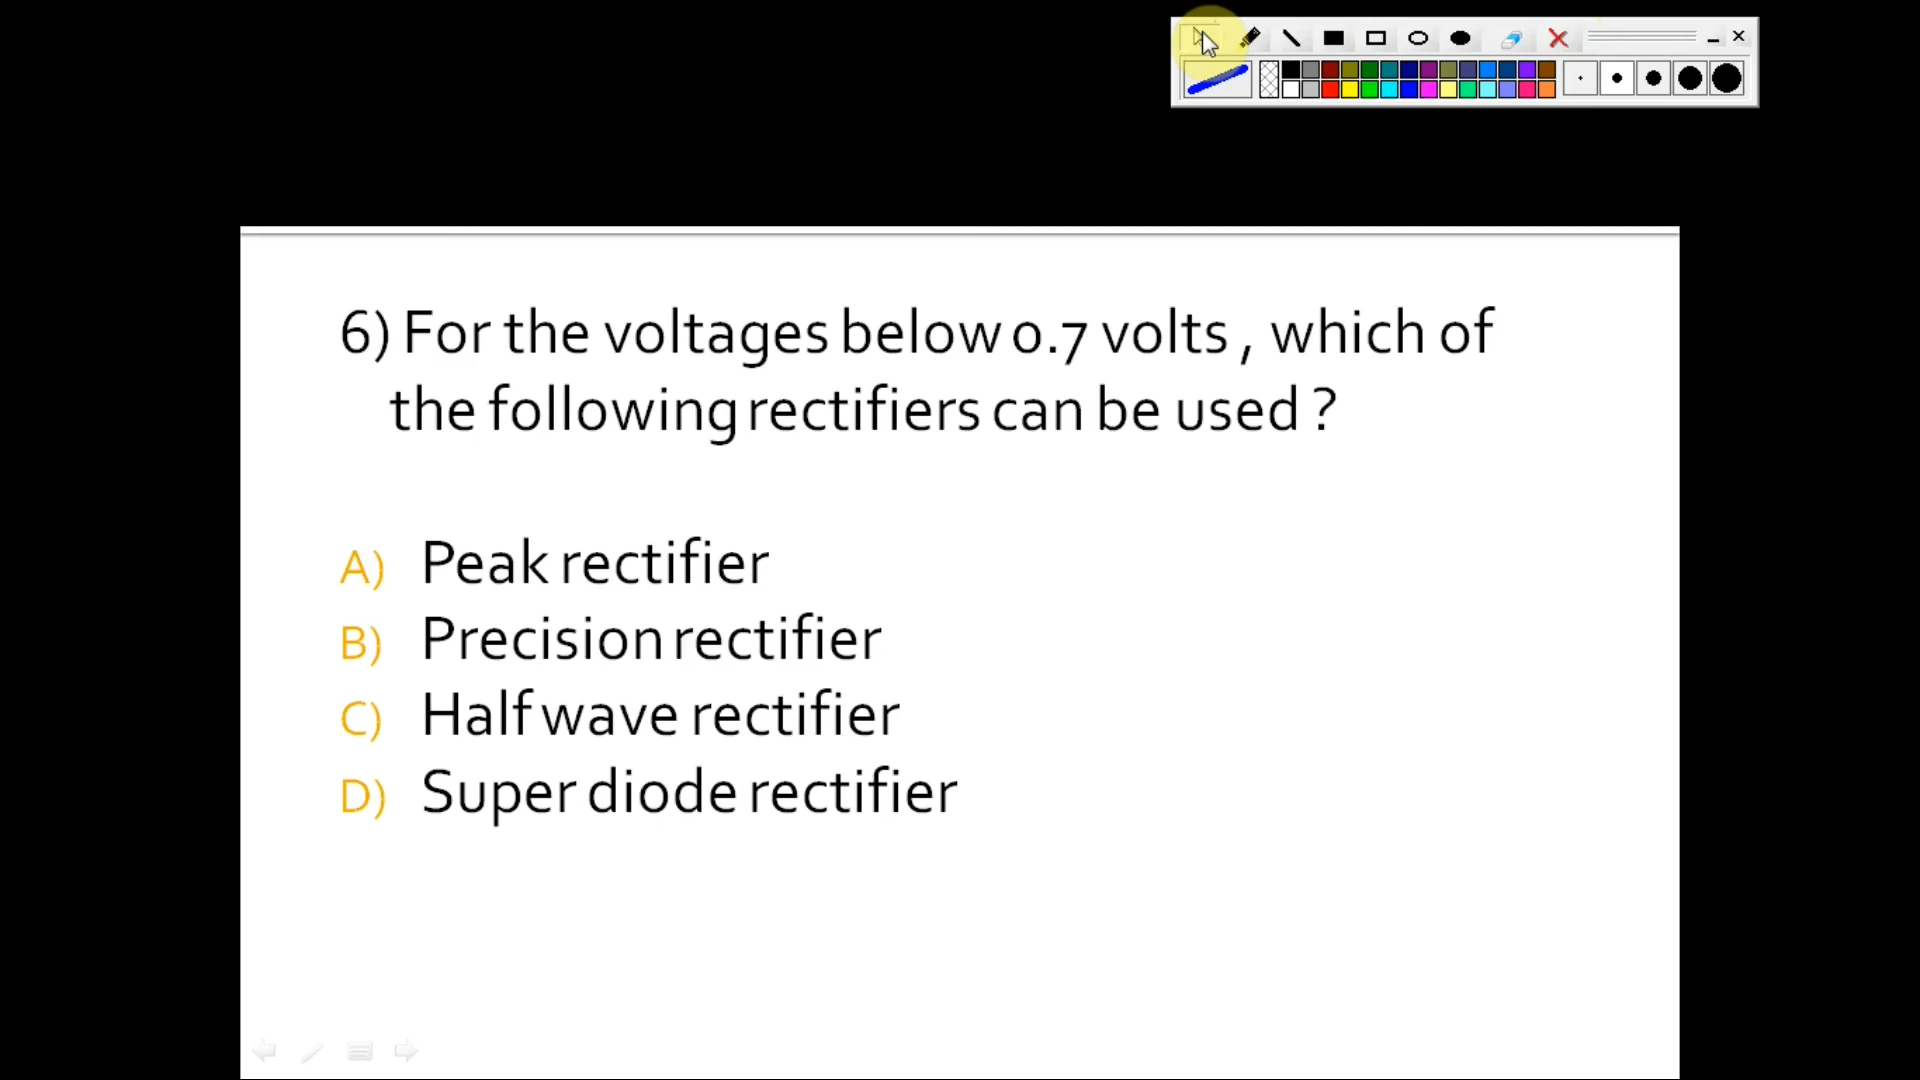 6) For the voltages below 0.7 volts , which of
the following rectifiers can be used ?
A) Peak rectifier
B) Precision rectifier
C) Half wave rectifier
D) Super diode rectifier